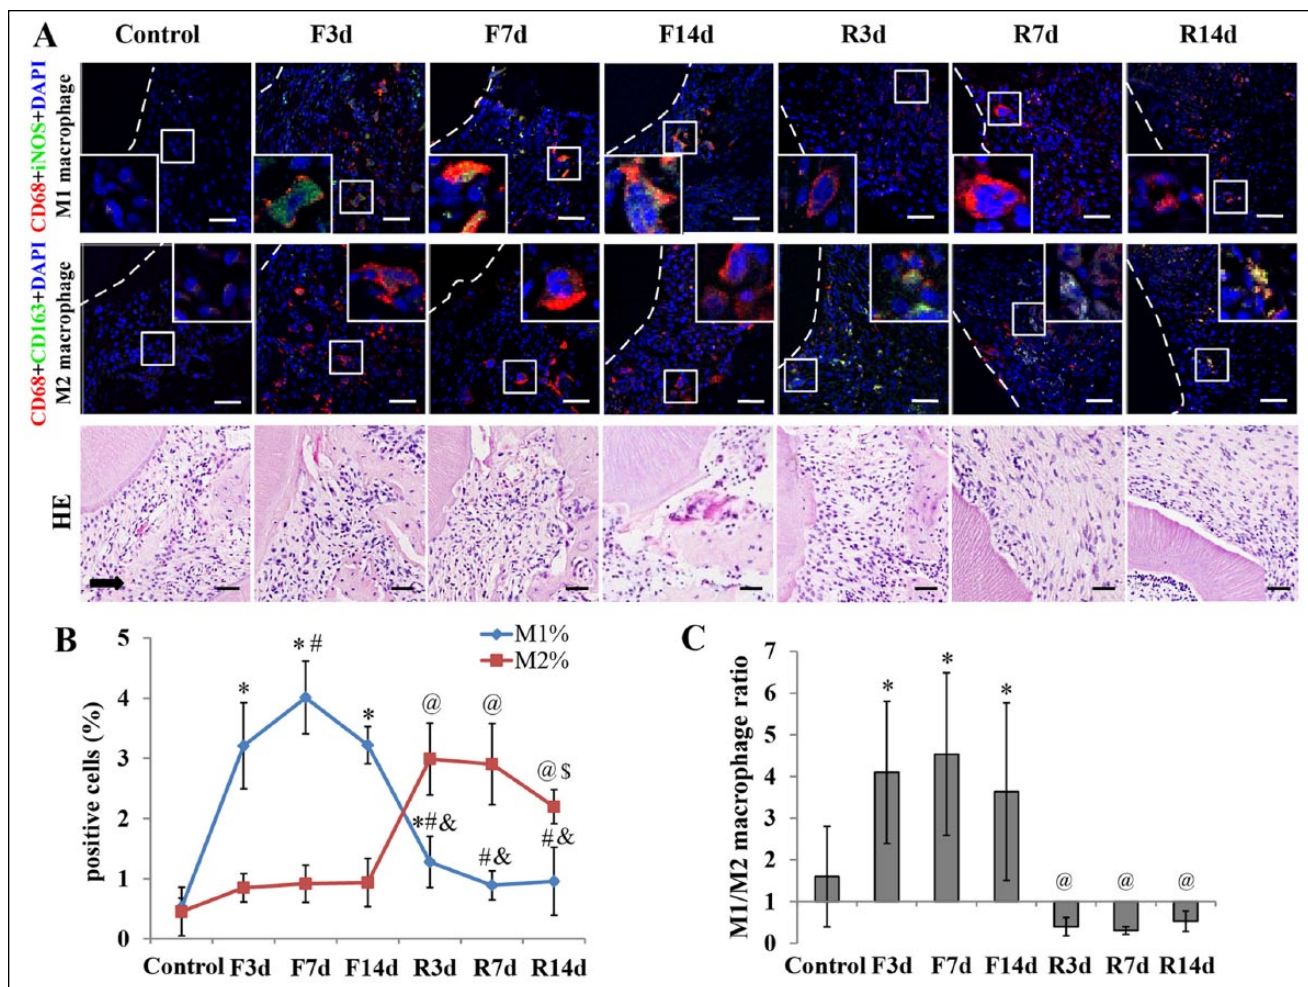 A
Control F3d F7d F14d R3d R7d R14d
CD68+iNOS+DAPI
M1 macrophage
CD68+CD163+DAPI
M2 macrophage
HE
B
M1%
M2%
positive cells (%)
5
4
3
2
1
0
* #
*
*
@
@
@ $
*#&
#&
#&
Control F3d F7d F14d R3d R7d R14d
C
M1/M2 macrophage ratio
7
6
5
4
3
2
1
0
*
*
*
@
@
@
Control F3d F7d F14d R3d R7d R14d